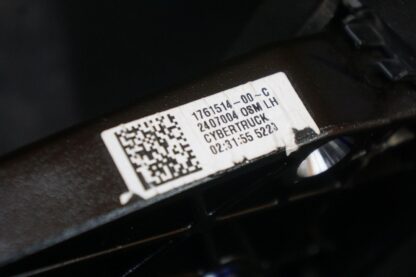 1761514-00-C
2407004 OSM LH
CYBERTRUCK
02:31:55 5223